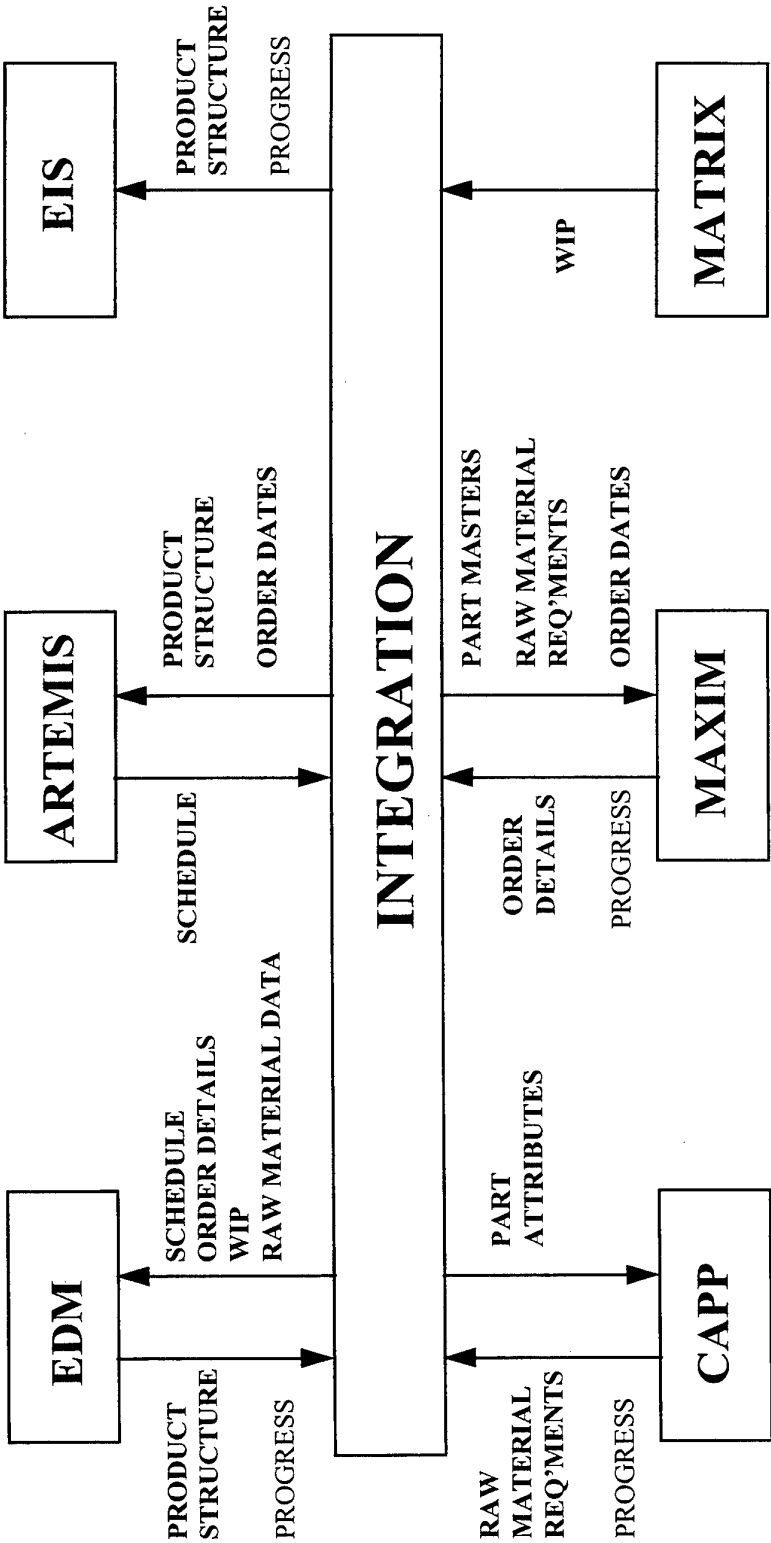 EDM
ARTEMIS
EIS
PRODUCT
STRUCTURE
PROGRESS
SCHEDULE
ORDER DETAILS
WIP
RAW MATERIAL DATA
SCHEDULE
PRODUCT
STRUCTURE
ORDER DATES
PRODUCT
STRUCTURE
PROGRESS
INTEGRATION
RAW
MATERIAL
REQ'MENTS
PROGRESS
PART
ATTRIBUTES
ORDER
DETAILS
PROGRESS
PART MASTERS
RAW MATERIAL
REQ'MENTS
ORDER DATES
WIP
CAPP
MAXIM
MATRIX